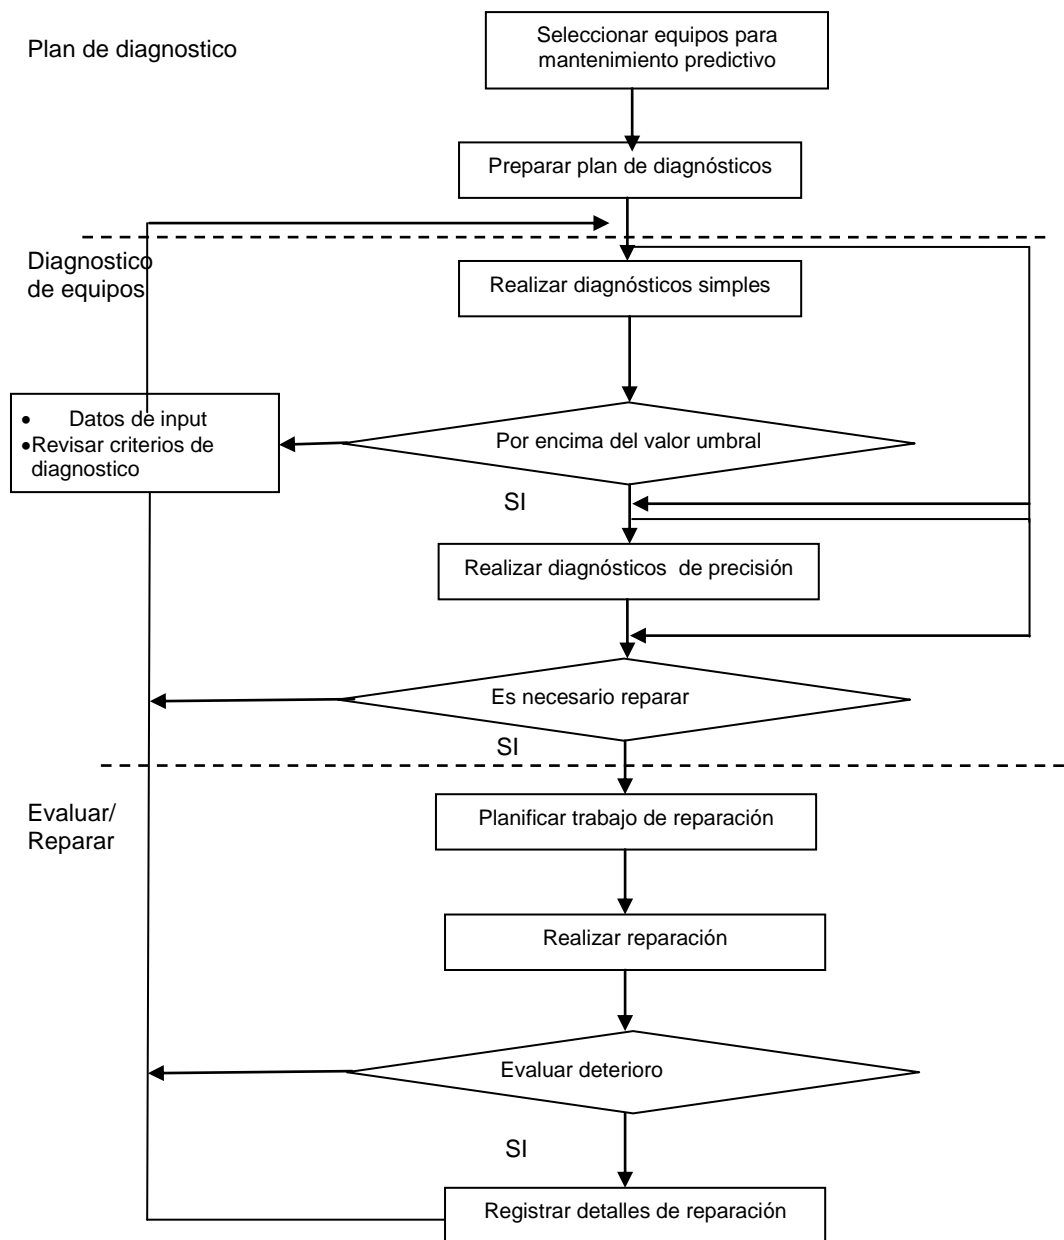 Plan de diagnostico
Seleccionar equipos para
mantenimiento predictivo
Preparar plan de diagnósticos
Diagnostico
de equipos
Realizar diagnósticos simples
• Datos de input
•Revisar criterios de
diagnostico
Por encima del valor umbral
SI
Realizar diagnósticos de precisión
Es necesario reparar
SI
Evaluar/
Reparar
Planificar trabajo de reparación
Realizar reparación
Evaluar deterioro
SI
Registrar detalles de reparación